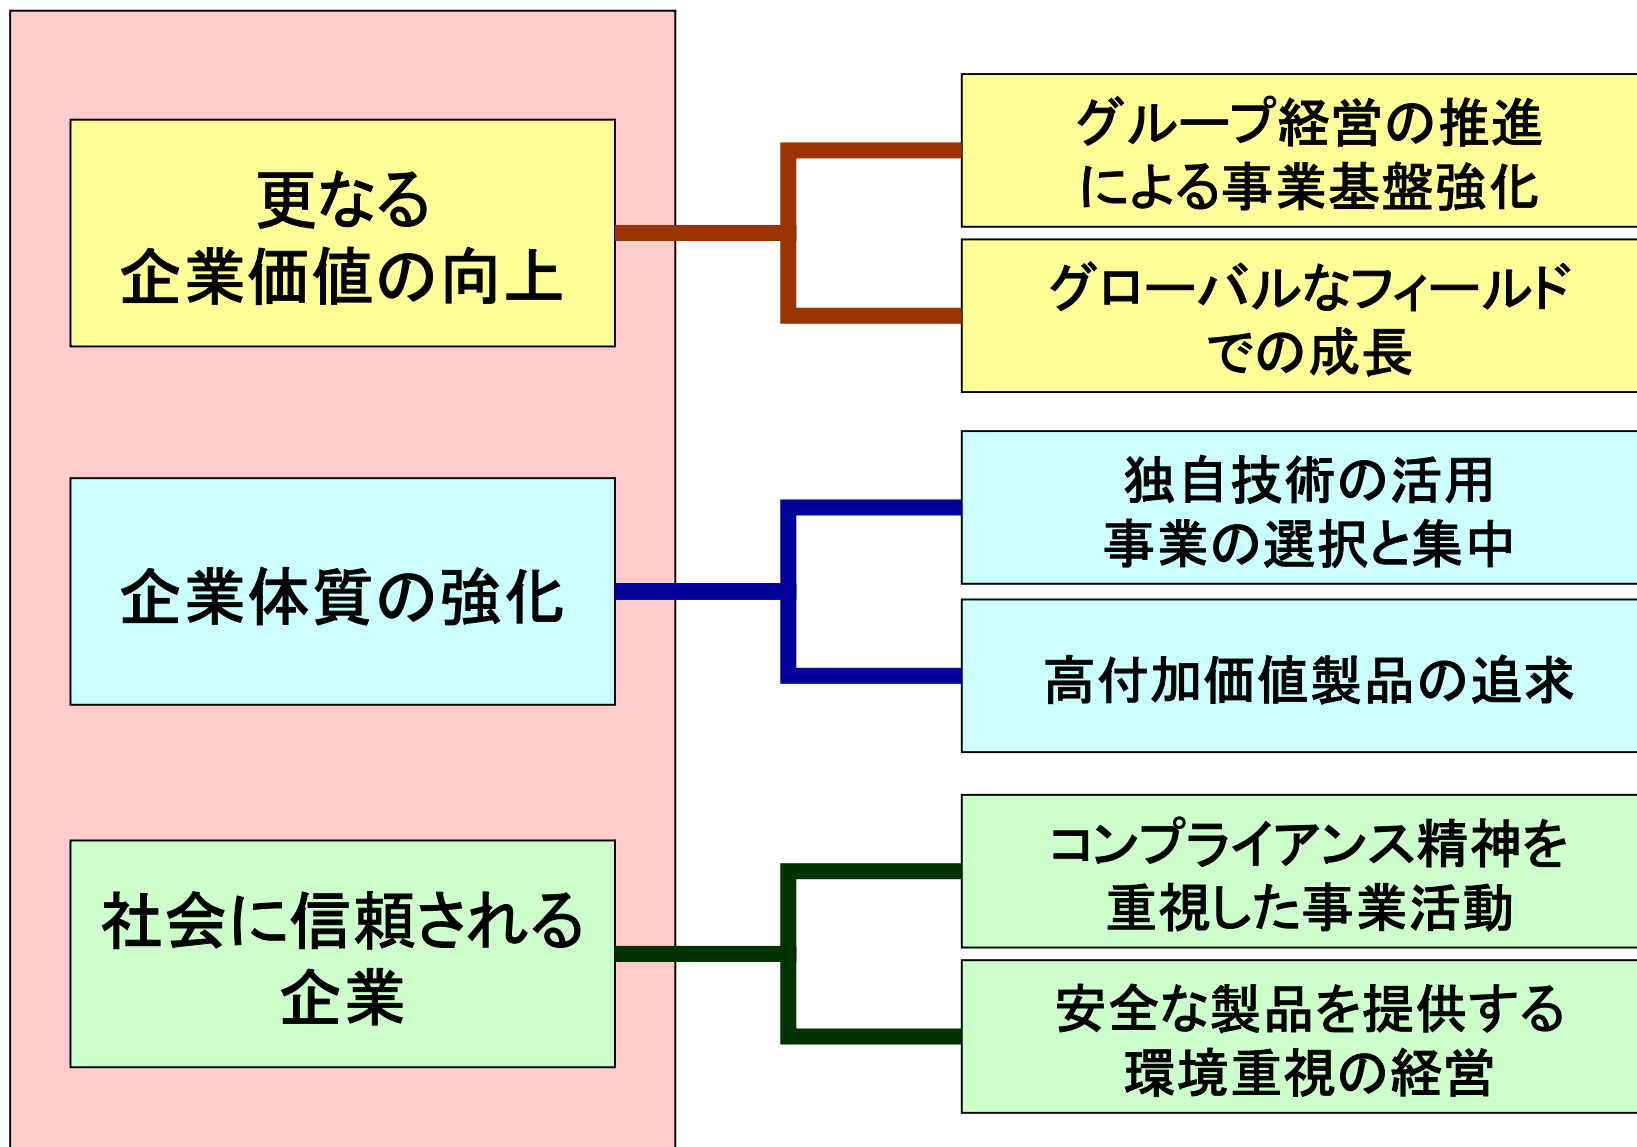 更なる
企業価値の向上
グループ経営の推進
による事業基盤強化
グローバルなフィールド
での成長
企業体質の強化
独自技術の活用
事業の選択と集中
高付加価値製品の追求
社会に信頼される
企業
コンプライアンス精神を
重視した事業活動
安全な製品を提供する
環境重視の経営